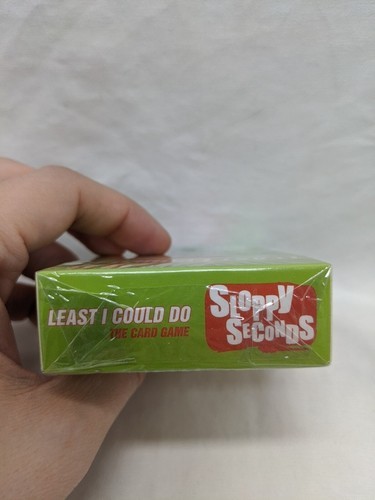 LEAST I COULD DO
THE CARD GAME
SLOPPY
SECONDS